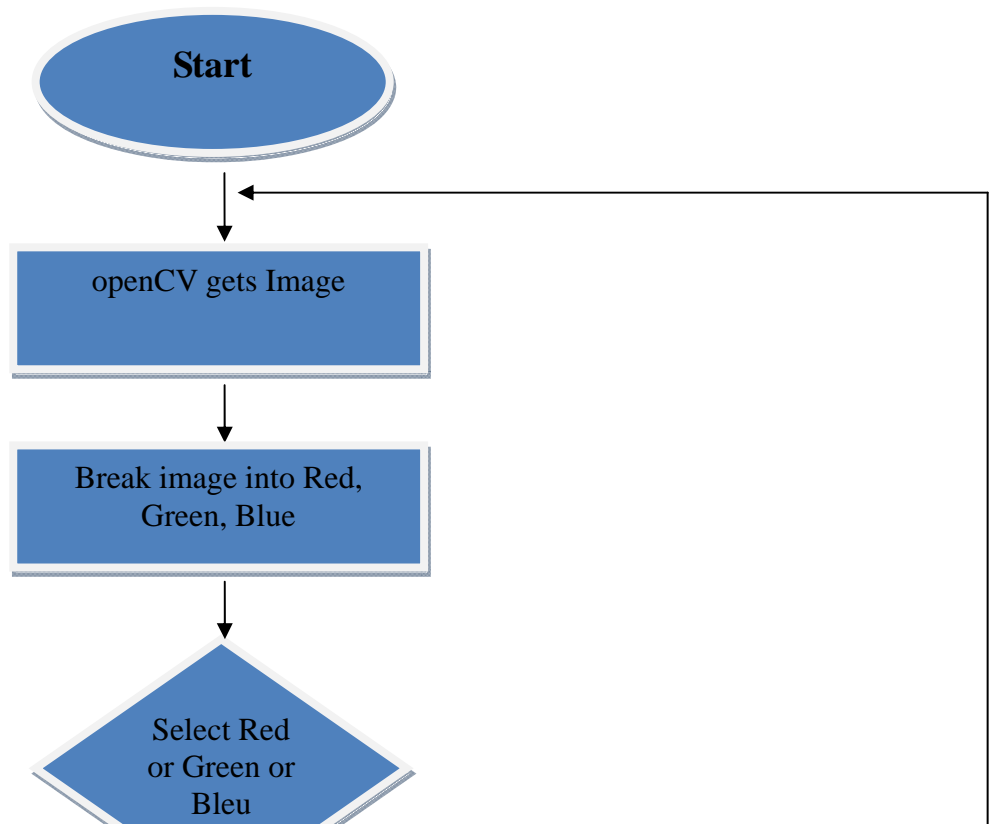 Start
openCV gets Image
Break image into Red,
Green, Blue
Select Red
or Green or
Bleu